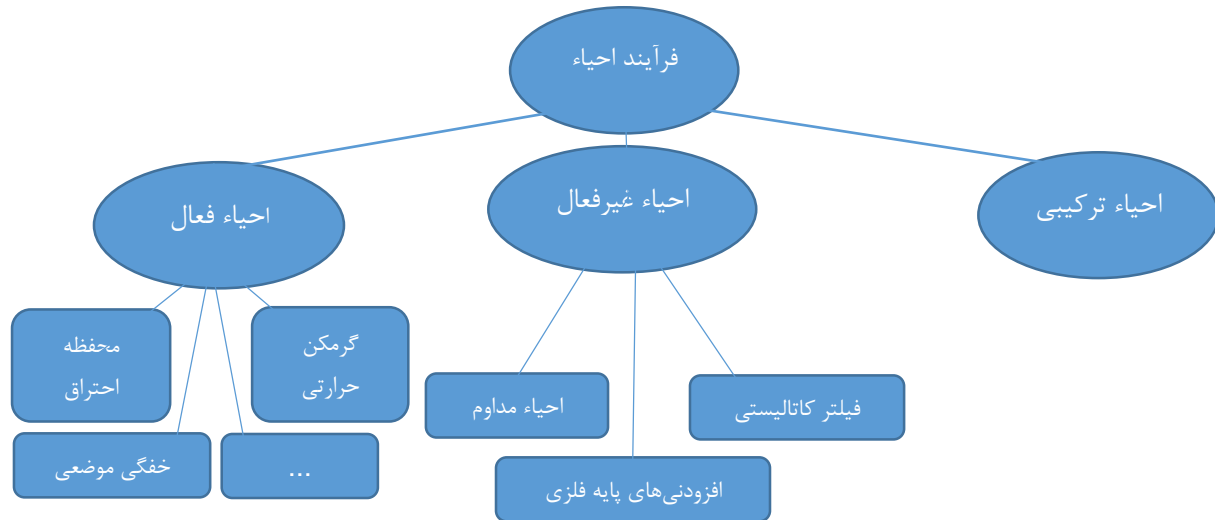 فرآیند احیاء
احیاء ترکیبی
احیاء غیرفعال
احیاء فعال
گرمکن
حرارتی
محفظه
احتراق
فیلتر کاتالیستی
احیاء مداوم
...
خفگی موضعی
افزودنی‌های پایه فلزی